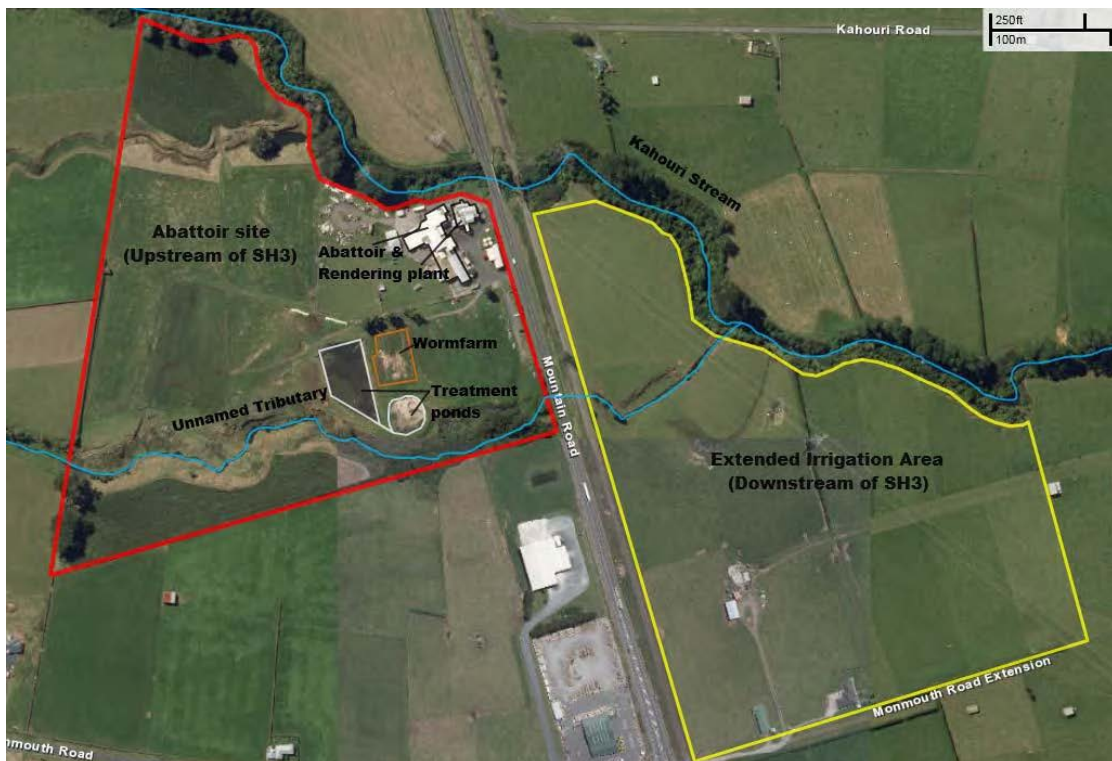 250ft
100m
Kahouri Road
Kahouri Stream
Abattoir site
(Upstream of SH3)
Abattoir &
Rendering plant
Wormfarm
Treatment
ponds
Unnamed Tributary
Mountain Road
Extended Irrigation Area
(Downstream of SH3)
Monmouth Road Extension
nmouth Road